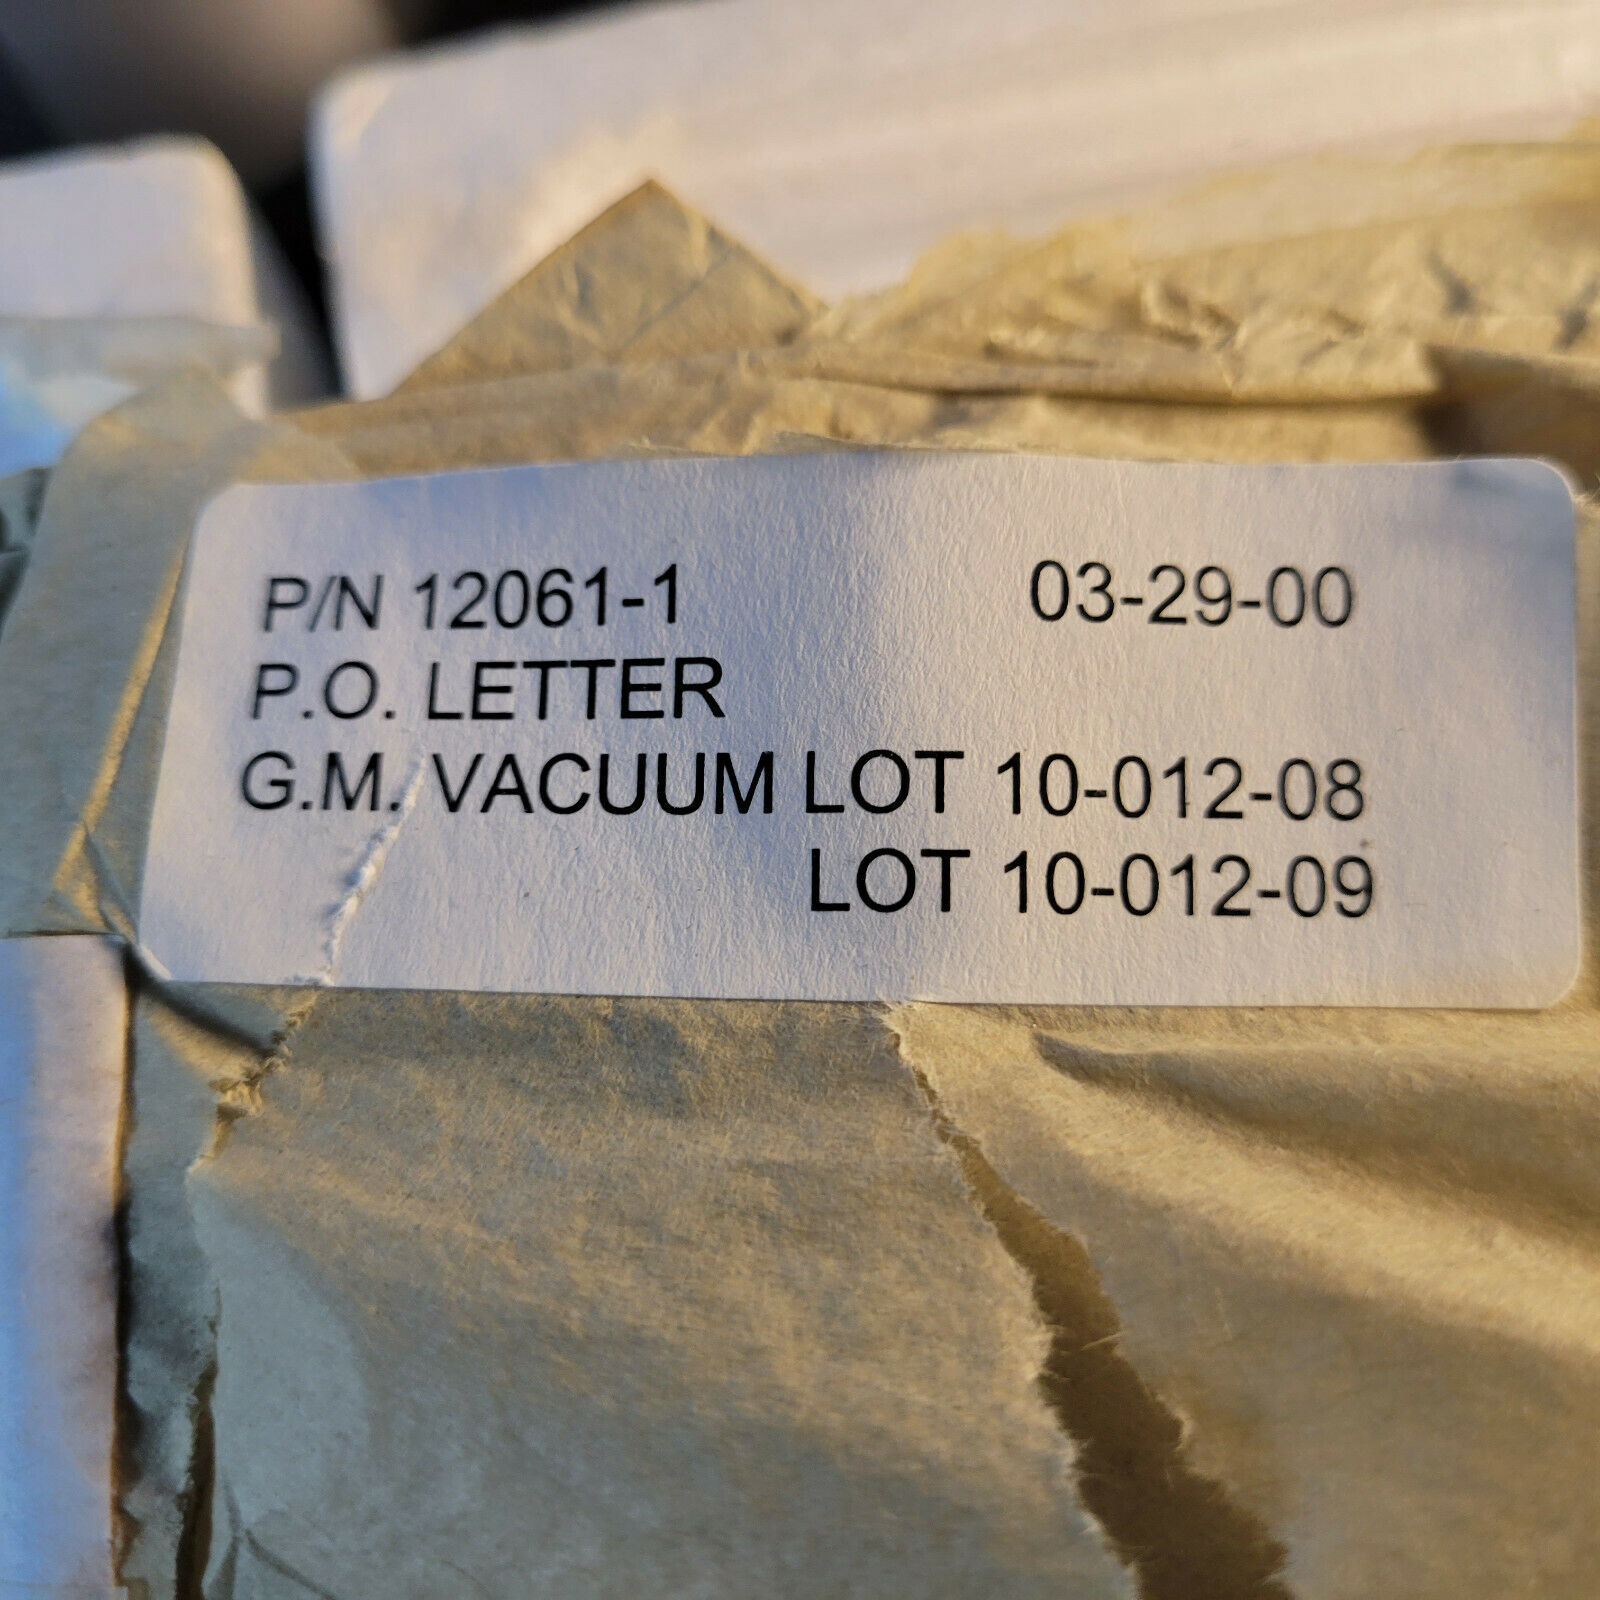 P/N 12061-1 03-29-00
P.O. LETTER
G.M. VACUUM LOT 10-012-08
LOT 10-012-09